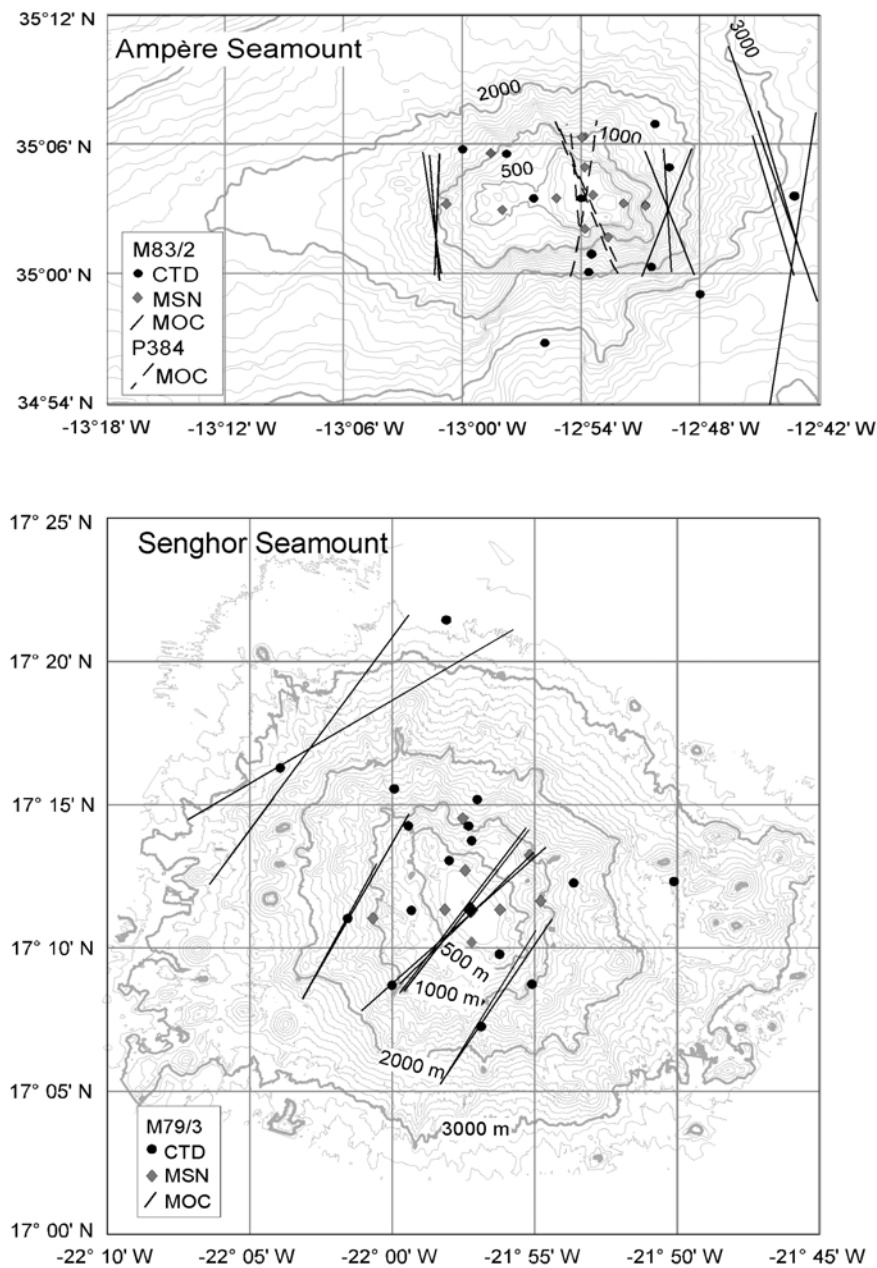 35° 12' N
Ampère Seamount
3000
2000
35° 06' N
1000
500
M83/2
CTD
35° 00' N
MSN
MOC
P384
MOC
34° 54' N
-13° 18' W -13° 12' W -13° 06' W -13° 00' W -12° 54' W -12° 48' W -12° 42' W
17° 25' N
Senghor Seamount
17° 20' N
17° 15' N
17° 10' N
500 m
1000 m
2000 m
17° 05' N
3000 m
M79/3
CTD
MSN
MOC
17° 00' N
-22° 10' W -22° 05' W -22° 00' W -21° 55' W -21° 50' W -21° 45' W